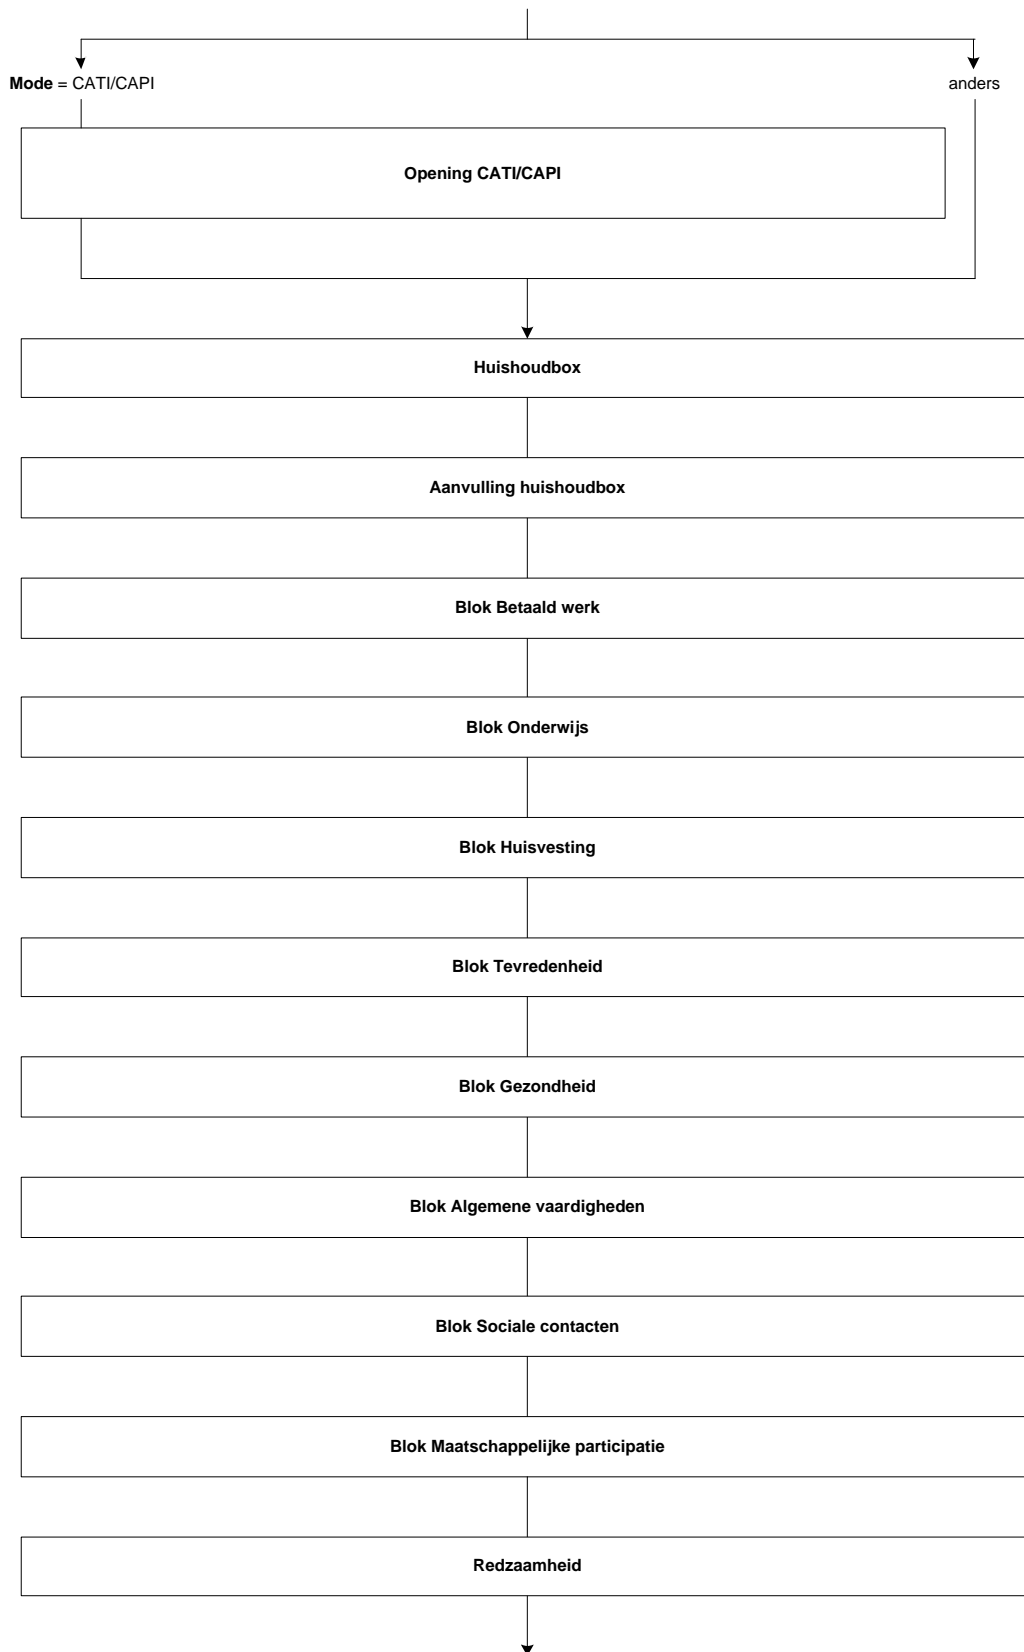 Mode = CATI/CAPI
anders
Opening CATI/CAPI
Huishoudbox
Aanvulling huishoudbox
Blok Betaald werk
Blok Onderwijs
Blok Huisvesting
Blok Tevredenheid
Blok Gezondheid
Blok Algemene vaardigheden
Blok Sociale contacten
Blok Maatschappelijke participatie
Redzaamheid